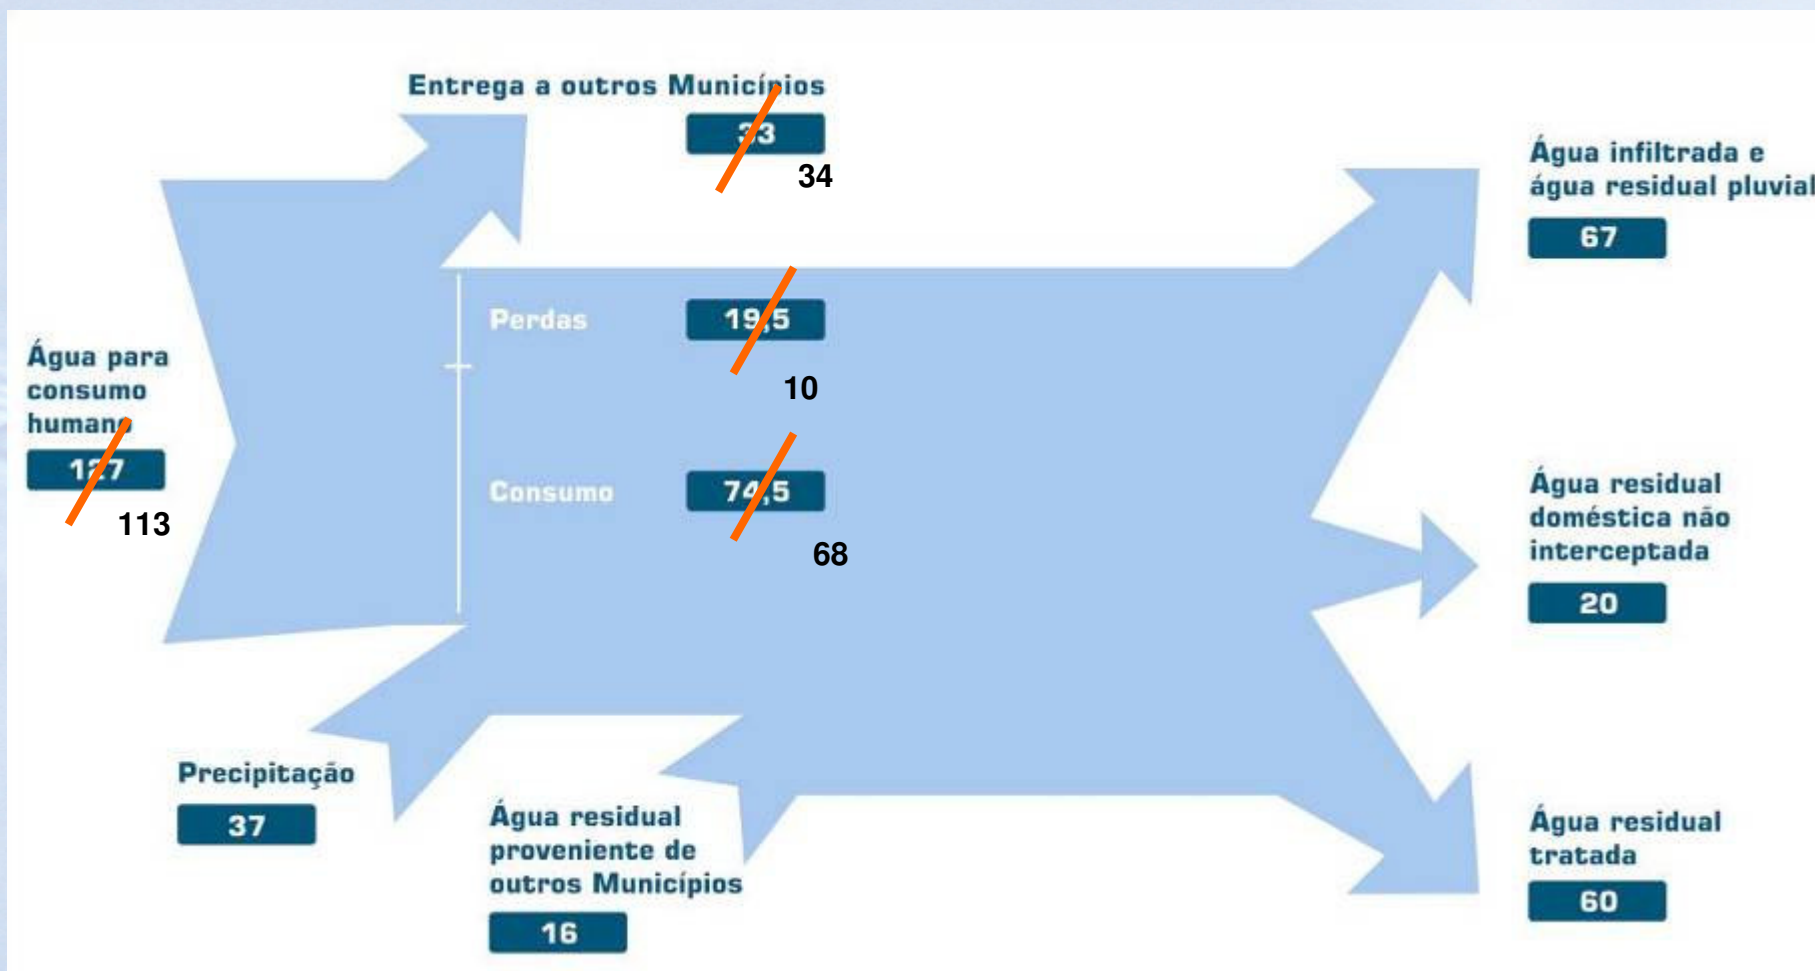 Entrega a outros Municípios
33
34
Perdas
19,5
10
Consumo
74,5
68
Água para
consumo
humano
127
113
Precipitação
37
Água residual
proveniente de
outros Municípios
16
Água infiltrada e
água residual pluvial
67
Água residual
doméstica não
interceptada
20
Água residual
tratada
60